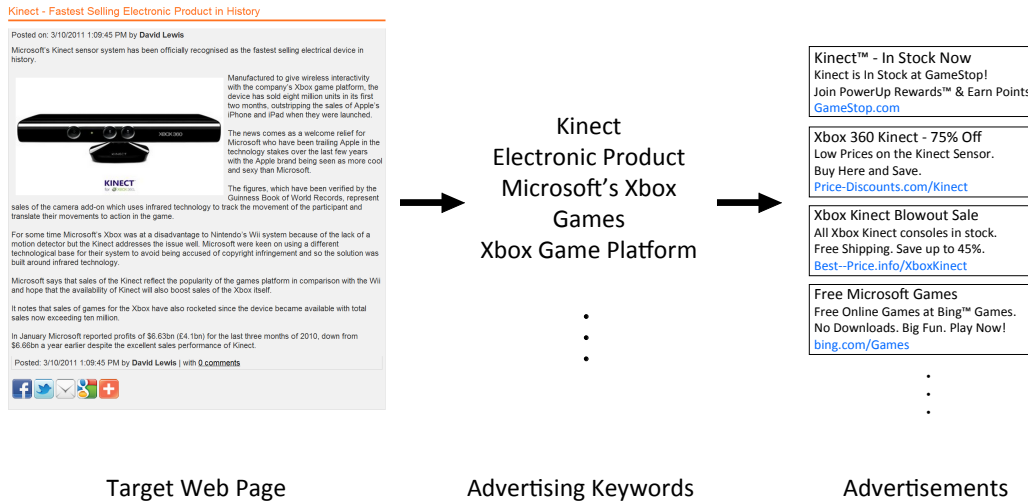 Kinect - Fastest Selling Electronic Product in History
Posted on: 3/10/2011 1:09:45 PM by David Lewis
Microsoft's Kinect sensor system has been officially recognised as the fastest selling electrical device in
history.
Manufactured to give wireless interactivity
with the company's Xbox game platform, the
device has sold eight million units in its first
two months, outstripping the sales of Apple's
iPhone and iPad when they were launched.
The news comes as a welcome relief for
Microsoft who have been trailing Apple in the
technology stakes over the last few years
with the Apple brand being seen as more cool
and sexy than Microsoft.
XBOX 360
KINECT
KINECT
for XBOX 360
The figures, which have been verified by the
Guinness Book of World Records, represent
sales of the camera add-on which uses infrared technology to track the movement of the participant and
translate their movements to action in the game.
For some time Microsoft's Xbox was at a disadvantage to Nintendo's Wii system because of the lack of a
motion detector but the Kinect addresses the issue well. Microsoft were keen on using a different
technological base for their system to avoid being accused of copyright infringement and so the solution was
built around infrared technology.
Microsoft says that sales of the Kinect reflect the popularity of the games platform in comparison with the Wii
and hope that the availability of Kinect will also boost sales of the Xbox itself.
It notes that sales of games for the Xbox have also rocketed since the device became available with total
sales now exceeding ten million.
In January Microsoft reported profits of $6.63bn (£4.1bn) for the last three months of 2010, down from
$6.66bn a year earlier despite the excellent sales performance of Kinect.
Posted: 3/10/2011 1:09:45 PM by David Lewis | with 0 comments
Target Web Page
Kinect
Electronic Product
Microsoft's Xbox
Games
Xbox Game Platform
Advertising Keywords
Kinect™ - In Stock Now
Kinect is In Stock at GameStop!
Join PowerUp Rewards™ & Earn Points
GameStop.com
Xbox 360 Kinect - 75% Off
Low Prices on the Kinect Sensor.
Buy Here and Save.
Price-Discounts.com/Kinect
Xbox Kinect Blowout Sale
All Xbox Kinect consoles in stock.
Free Shipping. Save up to 45%.
Best--Price.info/XboxKinect
Free Microsoft Games
Free Online Games at Bing™ Games.
No Downloads. Big Fun. Play Now!
bing.com/Games
Advertisements